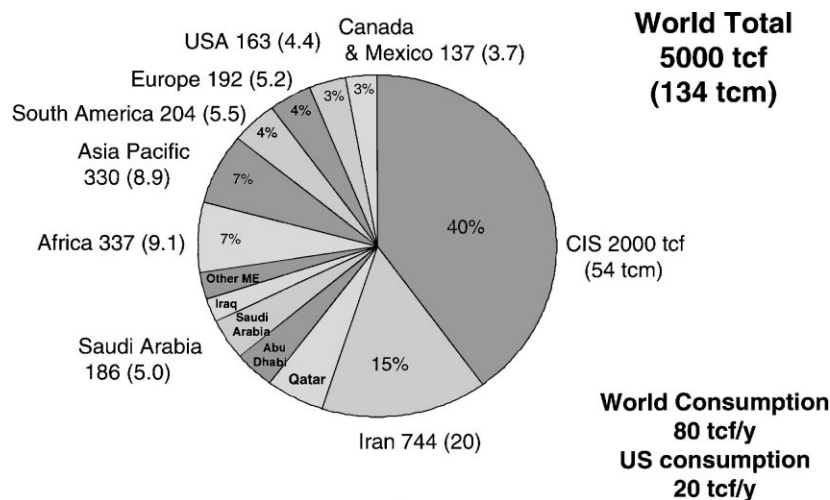 World Total
5000 tcf
(134 tcm)
Canada
& Mexico 137 (3.7)
USA 163 (4.4)
Europe 192 (5.2)
South America 204 (5.5)
Asia Pacific
330 (8.9)
Africa 337 (9.1)
Saudi Arabia
186 (5.0)
Iran 744 (20)
CIS 2000 tcf
(54 tcm)
3%
3%
4%
4%
7%
7%
40%
15%
Other ME
Iraq
Saudi
Arabia
Abu
Dhabi
Qatar
World Consumption
80 tcf/y
US consumption
20 tcf/y